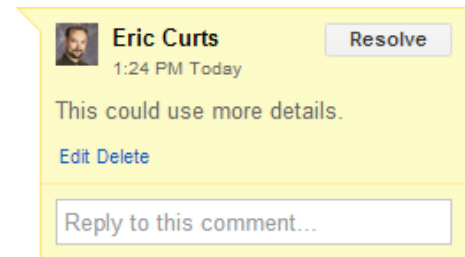 Eric Curts
Resolve
1:24 PM Today
This could use more details.
Edit Delete
Reply to this comment...